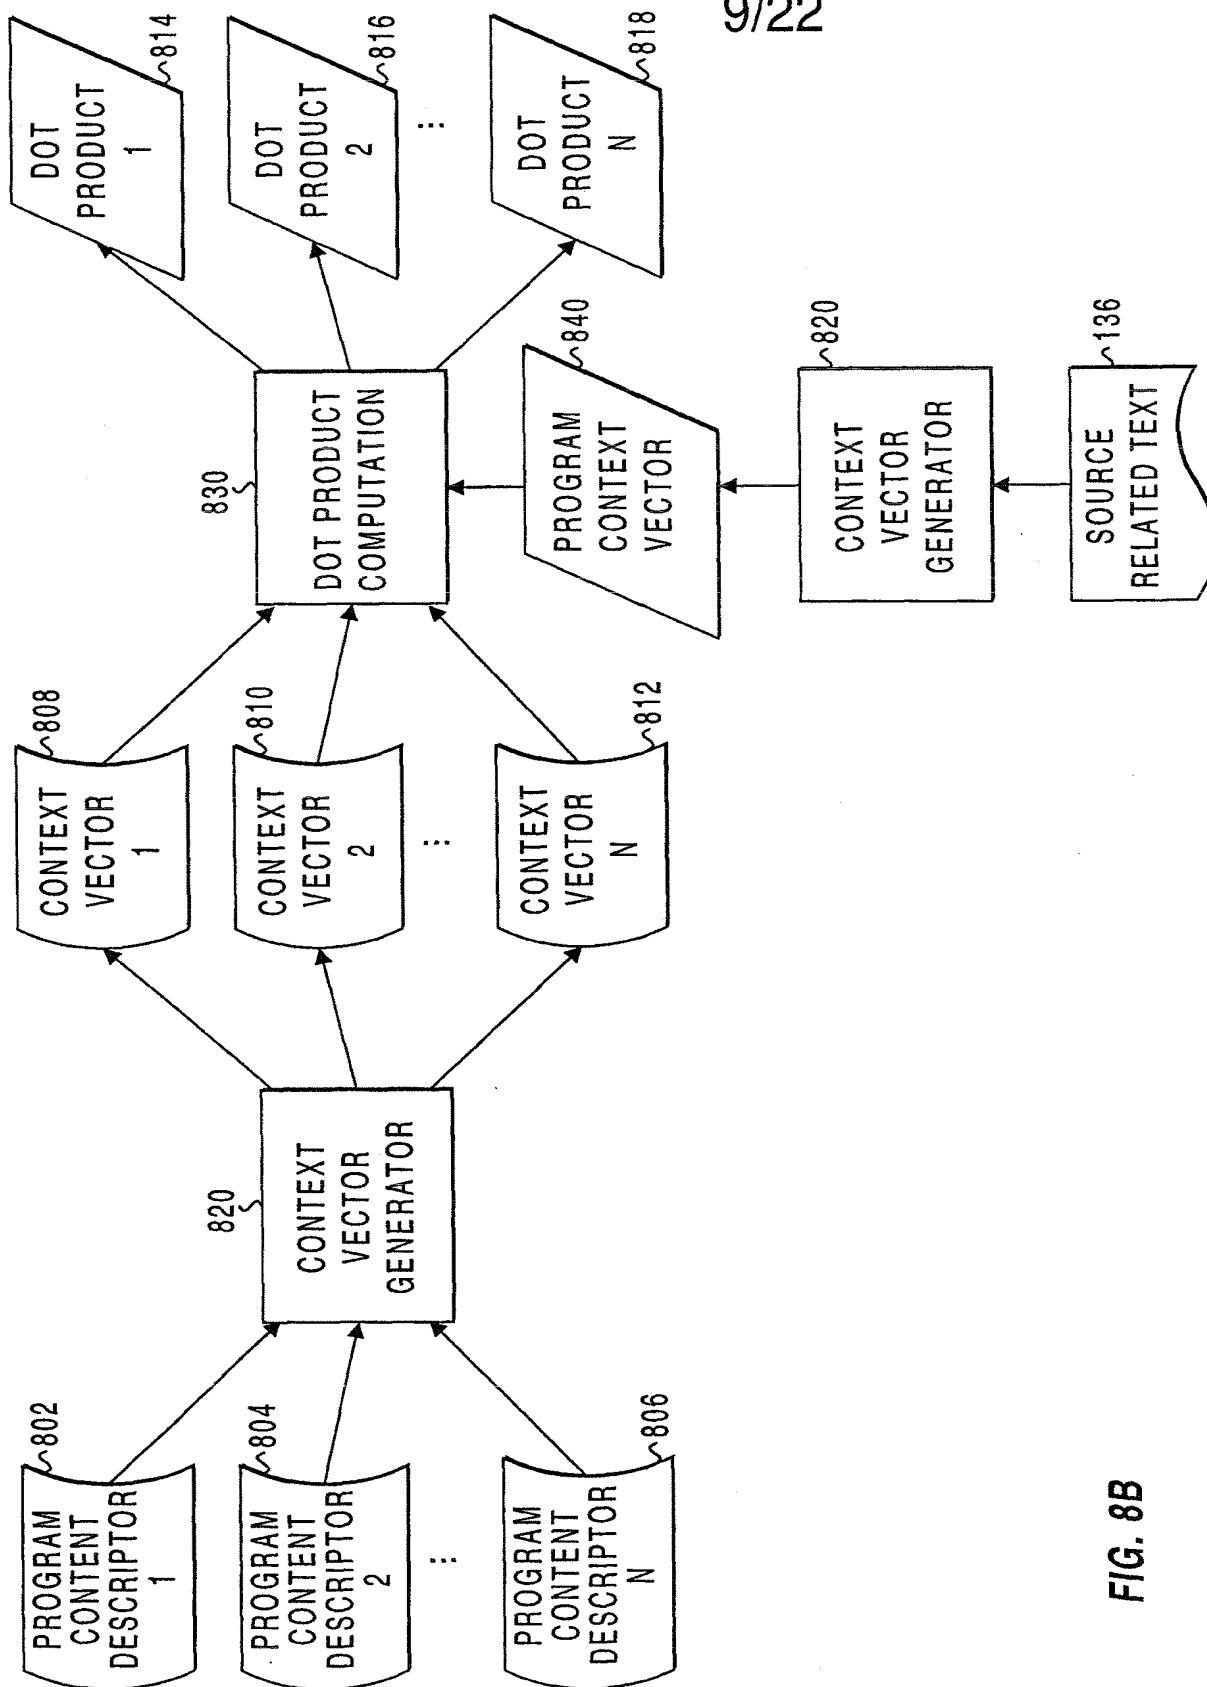 9/22
802
PROGRAM
CONTENT
DESCRIPTOR
1
804
PROGRAM
CONTENT
DESCRIPTOR
2
...
806
PROGRAM
CONTENT
DESCRIPTOR
N
820
CONTEXT
VECTOR
GENERATOR
808
CONTEXT
VECTOR
1
810
CONTEXT
VECTOR
2
...
812
CONTEXT
VECTOR
N
830
DOT PRODUCT
COMPUTATION
814
DOT
PRODUCT
1
816
DOT
PRODUCT
2
...
818
DOT
PRODUCT
N
840
PROGRAM
CONTEXT
VECTOR
820
CONTEXT
VECTOR
GENERATOR
136
SOURCE
RELATED TEXT
FIG. 8B